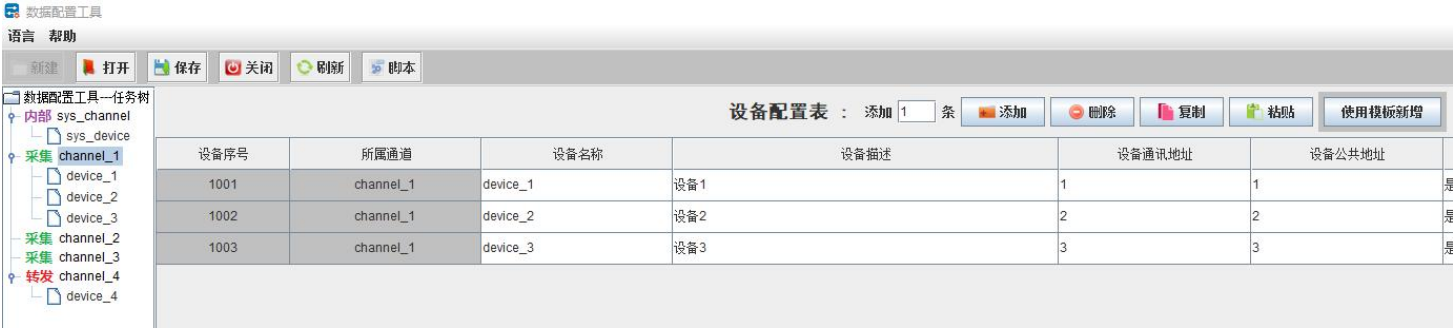 数据配置工具
语言 帮助
新建 打开 保存 关闭 刷新 脚本
数据配置工具---任务树
内部 sys_channel
sys_device
采集 channel_1
device_1
device_2
device_3
采集 channel_2
采集 channel_3
转发 channel_4
device_4
设备配置表 : 添加 1 条 添加 删除 复制 粘贴 使用模板新增
设备序号 所属通道 设备名称 设备描述 设备通讯地址 设备公共地址
1001 channel_1 device_1 设备1 1 1 是
1002 channel_1 device_2 设备2 2 2 是
1003 channel_1 device_3 设备3 3 3 是